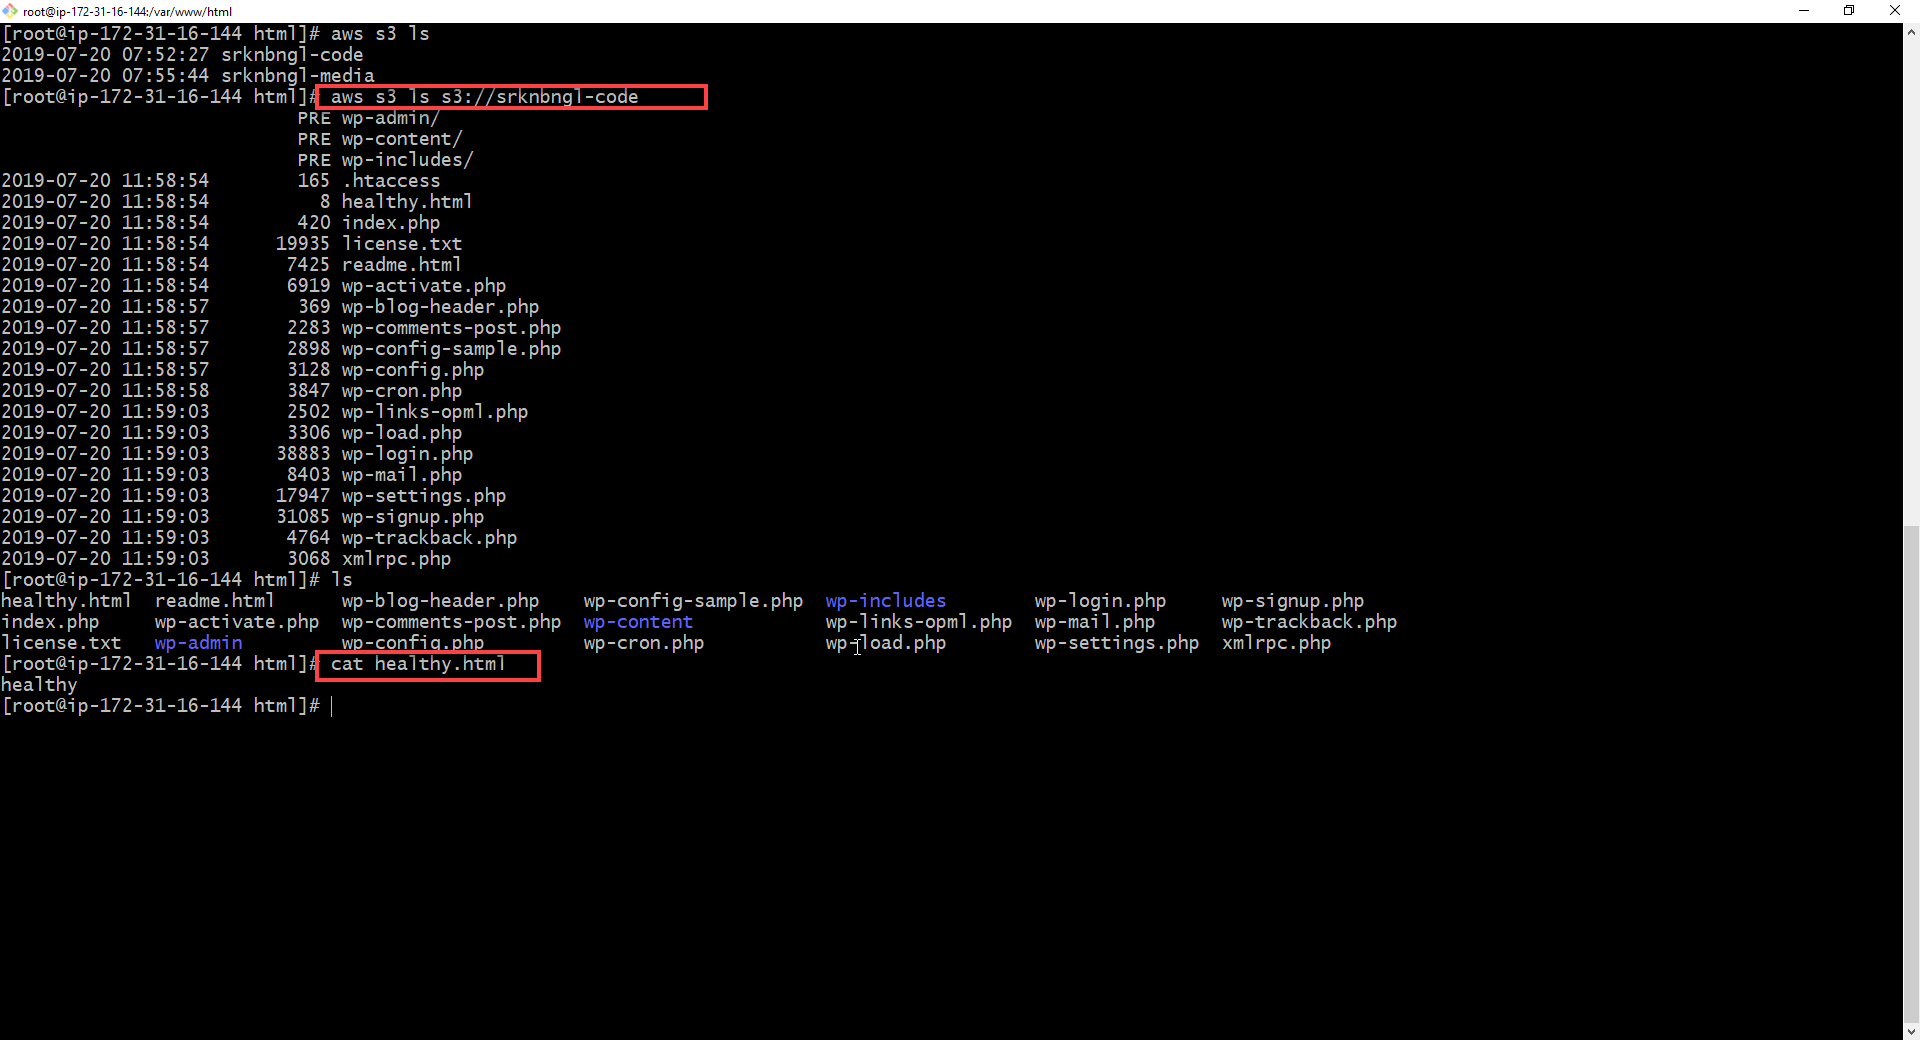 root@ip-172-31-16-144:/var/www/html
[root@ip-172-31-16-144 html]# aws s3 ls
2019-07-20 07:52:27 srknbngl-code
2019-07-20 07:55:44 srknbngl-media
[root@ip-172-31-16-144 html]# aws s3 ls s3://srknbngl-code
                           PRE wp-admin/
                           PRE wp-content/
                           PRE wp-includes/
2019-07-20 11:58:54        165 .htaccess
2019-07-20 11:58:54          8 healthy.html
2019-07-20 11:58:54        420 index.php
2019-07-20 11:58:54      19935 license.txt
2019-07-20 11:58:54       7425 readme.html
2019-07-20 11:58:54       6919 wp-activate.php
2019-07-20 11:58:57        369 wp-blog-header.php
2019-07-20 11:58:57       2283 wp-comments-post.php
2019-07-20 11:58:57       2898 wp-config-sample.php
2019-07-20 11:58:57       3128 wp-config.php
2019-07-20 11:58:58       3847 wp-cron.php
2019-07-20 11:59:03       2502 wp-links-opml.php
2019-07-20 11:59:03       3306 wp-load.php
2019-07-20 11:59:03      38883 wp-login.php
2019-07-20 11:59:03       8403 wp-mail.php
2019-07-20 11:59:03      17947 wp-settings.php
2019-07-20 11:59:03      31085 wp-signup.php
2019-07-20 11:59:03       4764 wp-trackback.php
2019-07-20 11:59:03       3068 xmlrpc.php
[root@ip-172-31-16-144 html]# ls
healthy.html  readme.html      wp-blog-header.php    wp-config-sample.php  wp-includes        wp-login.php     wp-signup.php
index.php     wp-activate.php  wp-comments-post.php  wp-content            wp-links-opml.php  wp-mail.php      wp-trackback.php
license.txt   wp-admin         wp-config.php         wp-cron.php           wp-load.php        wp-settings.php  xmlrpc.php
[root@ip-172-31-16-144 html]# cat healthy.html
healthy
[root@ip-172-31-16-144 html]#